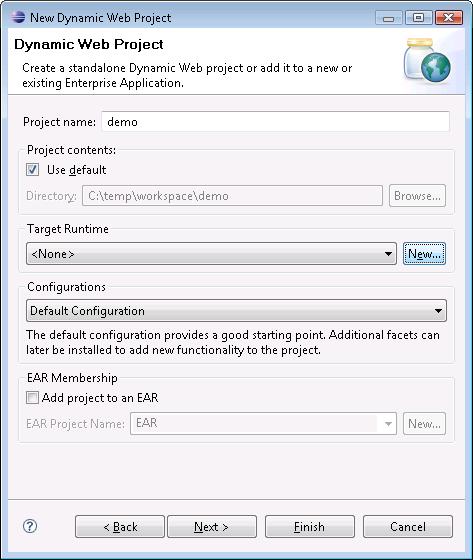 New Dynamic Web Project
Dynamic Web Project
Create a standalone Dynamic Web project or add it to a new or
existing Enterprise Application.
Project name: demo
Project contents:
Use default
Directory: C:\temp\workspace\demo Browse...
Target Runtime
<None> New...
Configurations
Default Configuration
The default configuration provides a good starting point. Additional facets can
later be installed to add new functionality to the project.
EAR Membership
Add project to an EAR
EAR Project Name: EAR New...
? < Back Next > Finish Cancel